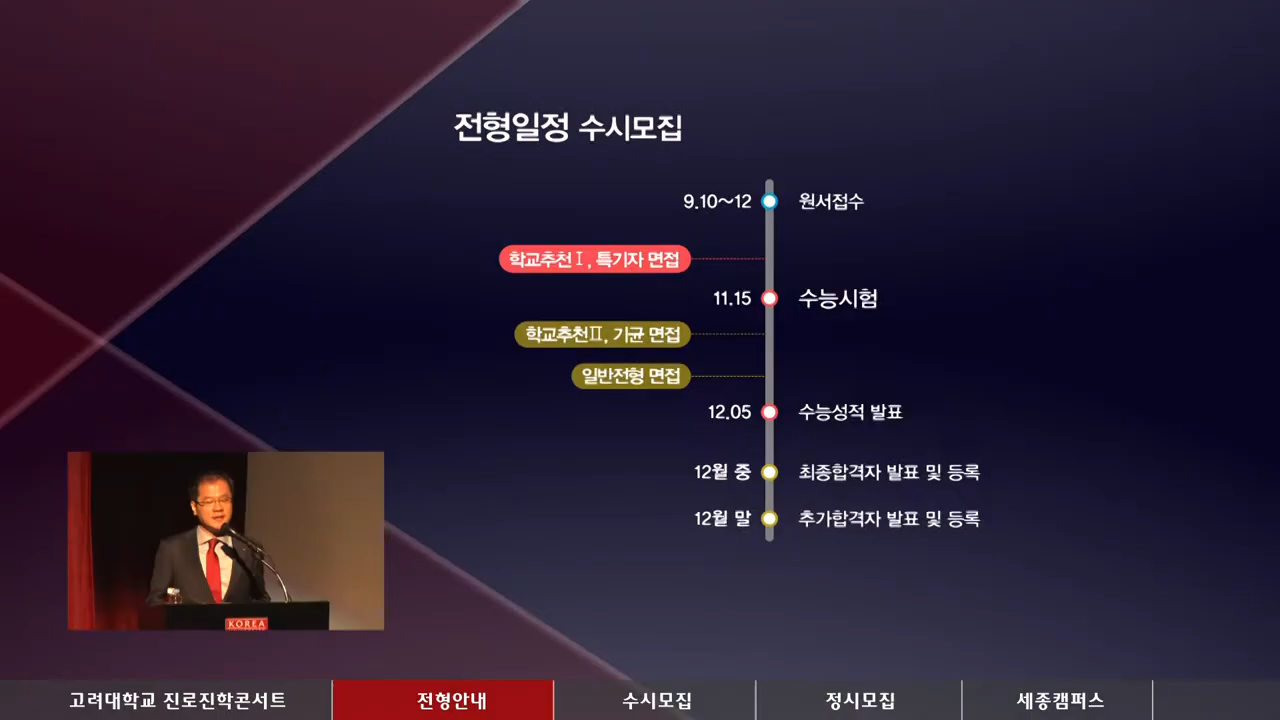 전형일정 수시모집
9.10~12 원서접수
학교추천Ⅰ, 특기자 면접
11.15 수능시험
학교추천Ⅱ, 기균 면접
일반전형 면접
12.05 수능성적 발표
12월 중 최종합격자 발표 및 등록
12월 말 추가합격자 발표 및 등록
KOREA
고려대학교 진로진학콘서트 전형안내 수시모집 정시모집 세종캠퍼스